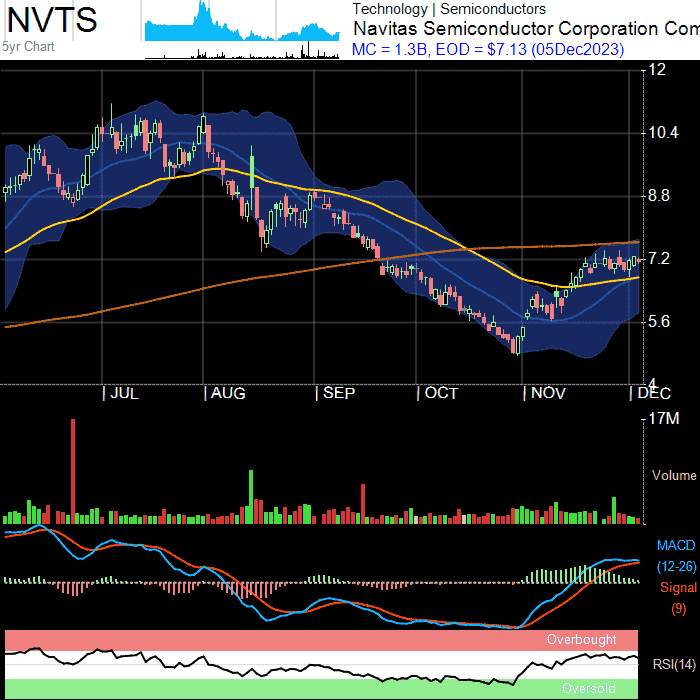 NVTS
5yr Chart
Technology | Semiconductors
Navitas Semiconductor Corporation Com
MC = 1.3B, EOD = $7.13 (05Dec2023)
12
10.4
8.8
7.2
5.6
4
JUL
AUG
SEP
OCT
NOV
DEC
17M
Volume
MACD
(12-26)
Signal
(9)
Overbought
RSI(14)
Oversold